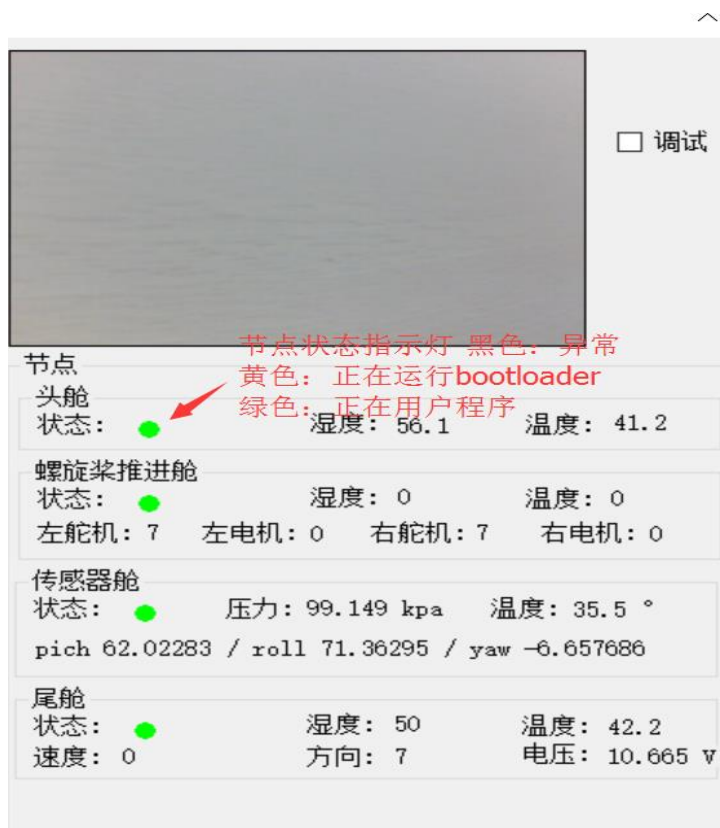 调试
节点状态指示灯 黑色：异常
节点
黄色：正在运行bootloader
头舱
绿色：正在用户程序
状态： 湿度：56.1 温度：41.2
螺旋桨推进舱
状态： 湿度：0 温度：0
左舵机：7 左电机：0 右舵机：7 右电机：0
传感器舱
状态： 压力：99.149 kpa 温度：35.5 °
pich 62.02283 / roll 71.36295 / yaw -6.657686
尾舱
状态： 湿度：50 温度：42.2
速度：0 方向：7 电压：10.665 V